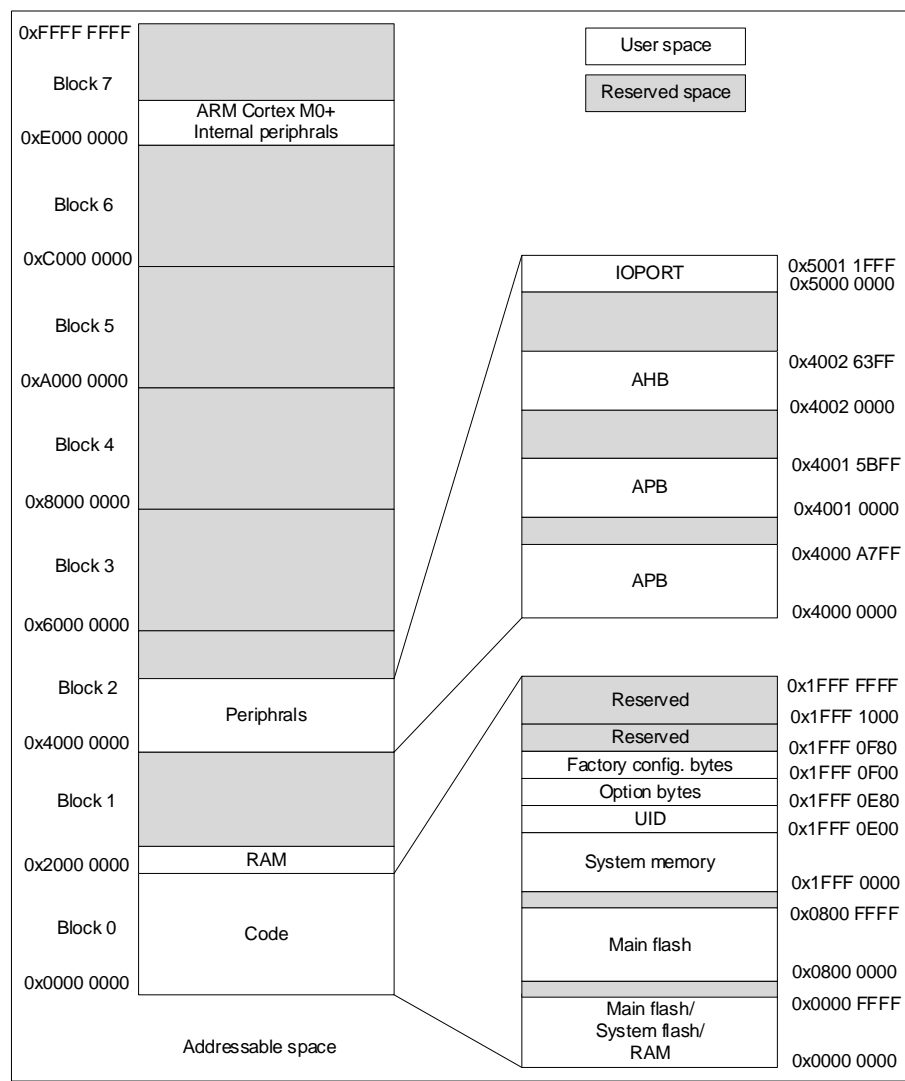 0xFFFF FFFF
Block 7
ARM Cortex M0+
Internal periphrals
0xE000 0000
Block 6
0xC000 0000
Block 5
0xA000 0000
Block 4
0x8000 0000
Block 3
0x6000 0000
Block 2
Periphrals
0x4000 0000
Block 1
RAM
0x2000 0000
Block 0
Code
0x0000 0000
Addressable space
User space
Reserved space
IOPORT
0x5001 1FFF
0x5000 0000
0x4002 63FF
AHB
0x4002 0000
0x4001 5BFF
APB
0x4001 0000
0x4000 A7FF
APB
0x4000 0000
0x1FFF FFFF
Reserved
0x1FFF 1000
Reserved
0x1FFF 0F80
Factory config. bytes
0x1FFF 0F00
Option bytes
0x1FFF 0E80
UID
0x1FFF 0E00
System memory
0x1FFF 0000
0x0800 FFFF
Main flash
0x0800 0000
0x0000 FFFF
Main flash/
System flash/
RAM
0x0000 0000